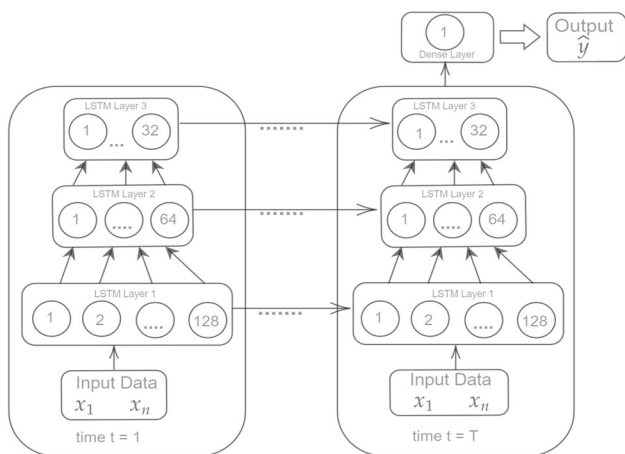 1
Dense Layer
Output
ŷ
LSTM Layer 3
1 ... 32
.......
LSTM Layer 3
1 ... 32
LSTM Layer 2
1 .... 64
.......
LSTM Layer 2
1 .... 64
LSTM Layer 1
1 2 .... 128
.......
LSTM Layer 1
1 2 .... 128
Input Data
x₁ xₙ
time t = 1
Input Data
x₁ xₙ
time t = T